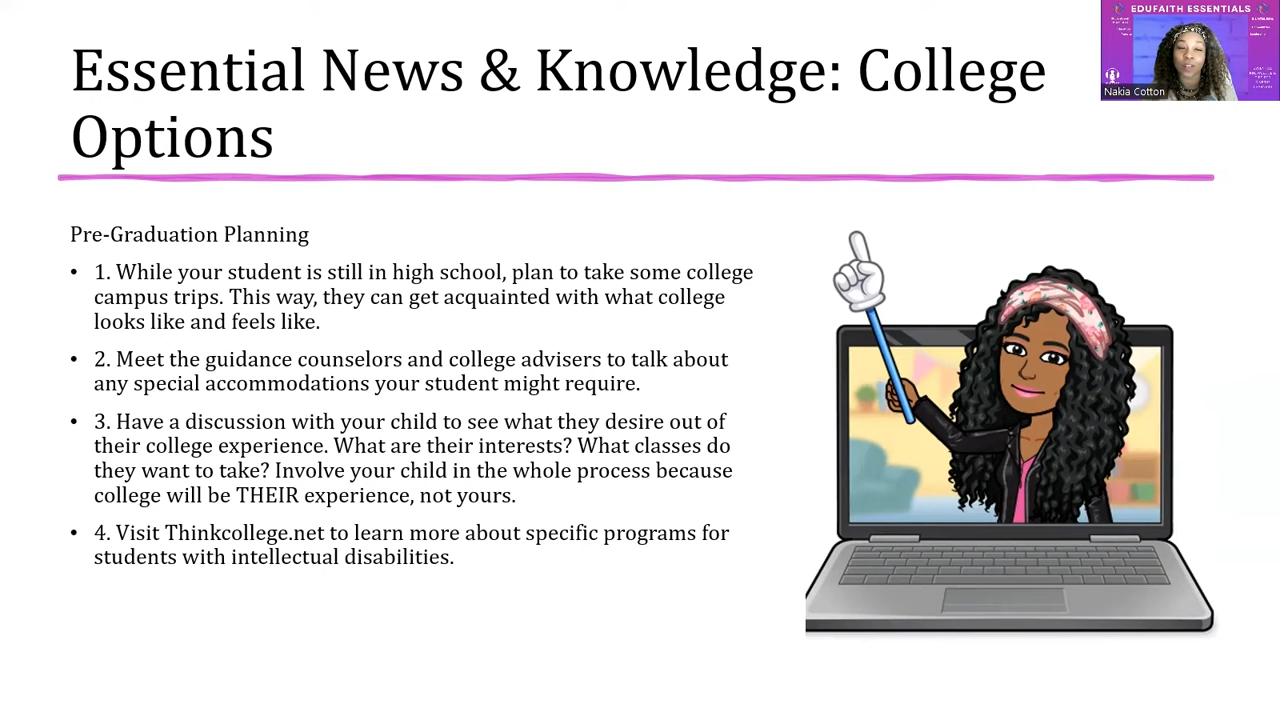 EDUFAITH ESSENTIALS
Nakia Cotton
Essential News & Knowledge: College
Options
Pre-Graduation Planning
• 1. While your student is still in high school, plan to take some college
campus trips. This way, they can get acquainted with what college
looks like and feels like.
• 2. Meet the guidance counselors and college advisers to talk about
any special accommodations your student might require.
• 3. Have a discussion with your child to see what they desire out of
their college experience. What are their interests? What classes do
they want to take? Involve your child in the whole process because
college will be THEIR experience, not yours.
• 4. Visit Thinkcollege.net to learn more about specific programs for
students with intellectual disabilities.